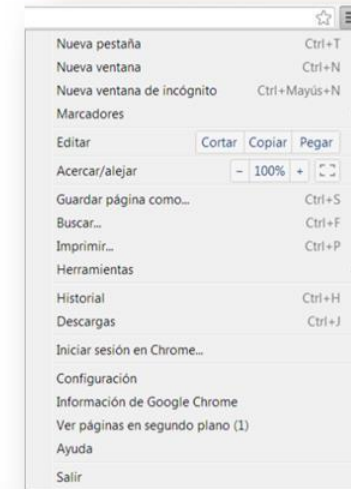 Nueva pestaña Ctrl+T
Nueva ventana Ctrl+N
Nueva ventana de incógnito Ctrl+Mayús+N
Marcadores
Editar Cortar Copiar Pegar
Acercar/alejar - 100% +
Guardar página como... Ctrl+S
Buscar... Ctrl+F
Imprimir... Ctrl+P
Herramientas
Historial Ctrl+H
Descargas Ctrl+J
Iniciar sesión en Chrome...
Configuración
Información de Google Chrome
Ver páginas en segundo plano (1)
Ayuda
Salir